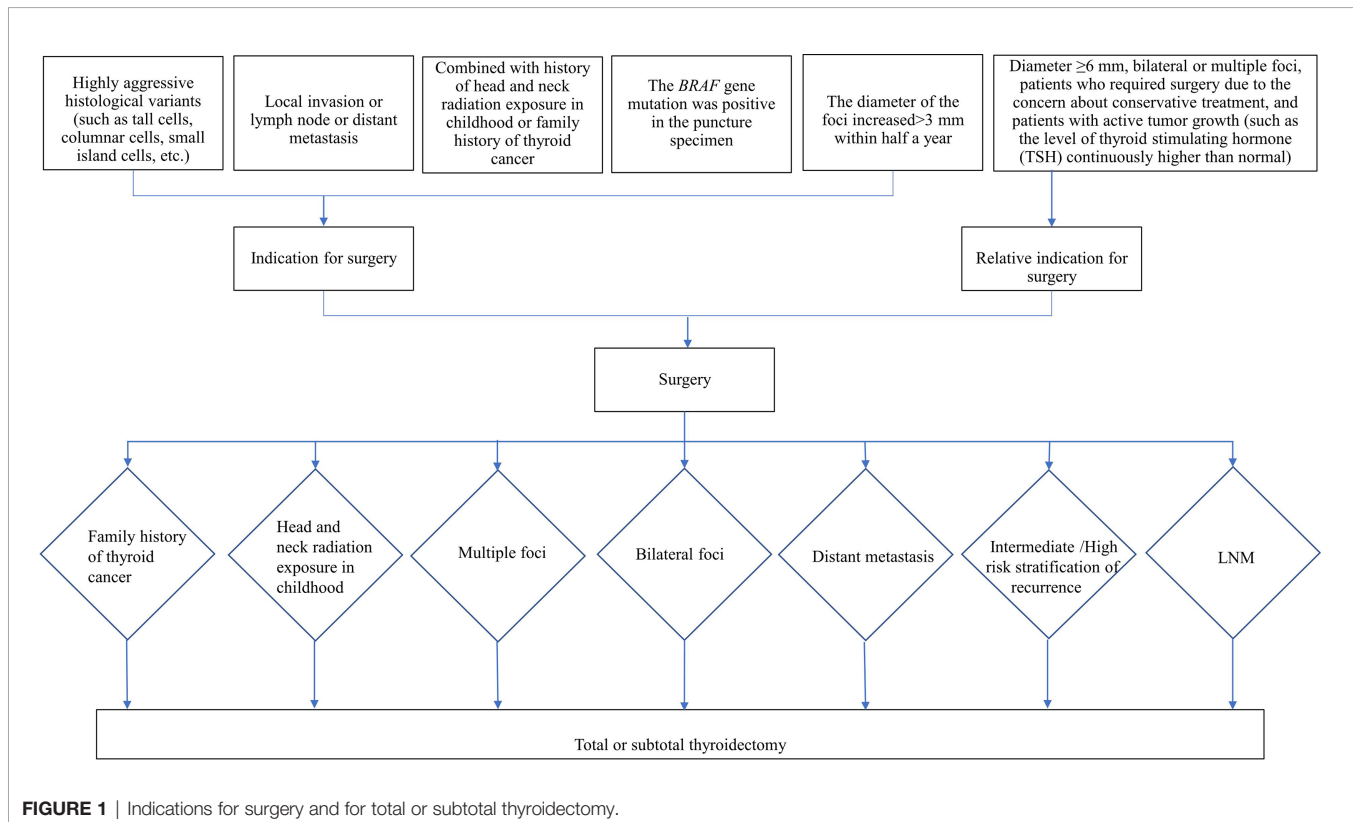 Highly aggressive
histological variants
(such as tall cells,
columnar cells, small
island cells, etc.)
Local invasion or
lymph node or distant
metastasis
Combined with history
of head and neck
radiation exposure in
childhood or family
history of thyroid
cancer
The BRAF gene
mutation was positive
in the puncture
specimen
The diameter of the
foci increased>3 mm
within half a year
Diameter ≥6 mm, bilateral or multiple foci,
patients who required surgery due to the
concern about conservative treatment, and
patients with active tumor growth (such as
the level of thyroid stimulating hormone
(TSH) continuously higher than normal)
Indication for surgery
Relative indication for
surgery
Surgery
Family history
of thyroid
cancer
Head and
neck radiation
exposure in
childhood
Multiple foci
Bilateral foci
Distant metastasis
Intermediate /High
risk stratification of
recurrence
LNM
Total or subtotal thyroidectomy
FIGURE 1 | Indications for surgery and for total or subtotal thyroidectomy.